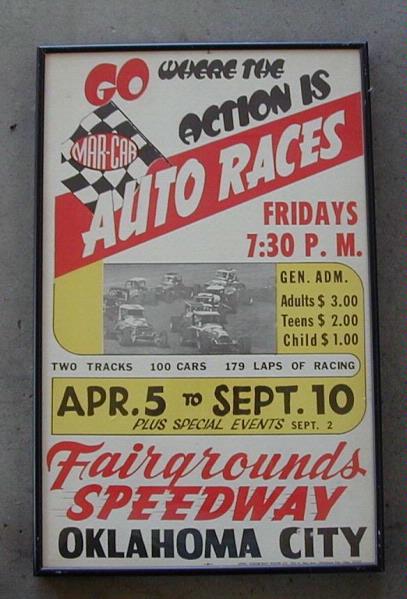 GO WHERE THE
ACTION IS
MAR-CAR
AUTO RACES
FRIDAYS
7:30 P. M.
GEN. ADM.
Adults $ 3.00
Teens $ 2.00
Child $ 1.00
TWO TRACKS 100 CARS 179 LAPS OF RACING
APR. 5 TO SEPT. 10
PLUS SPECIAL EVENTS SEPT. 2
Fairgrounds
SPEEDWAY
OKLAHOMA CITY